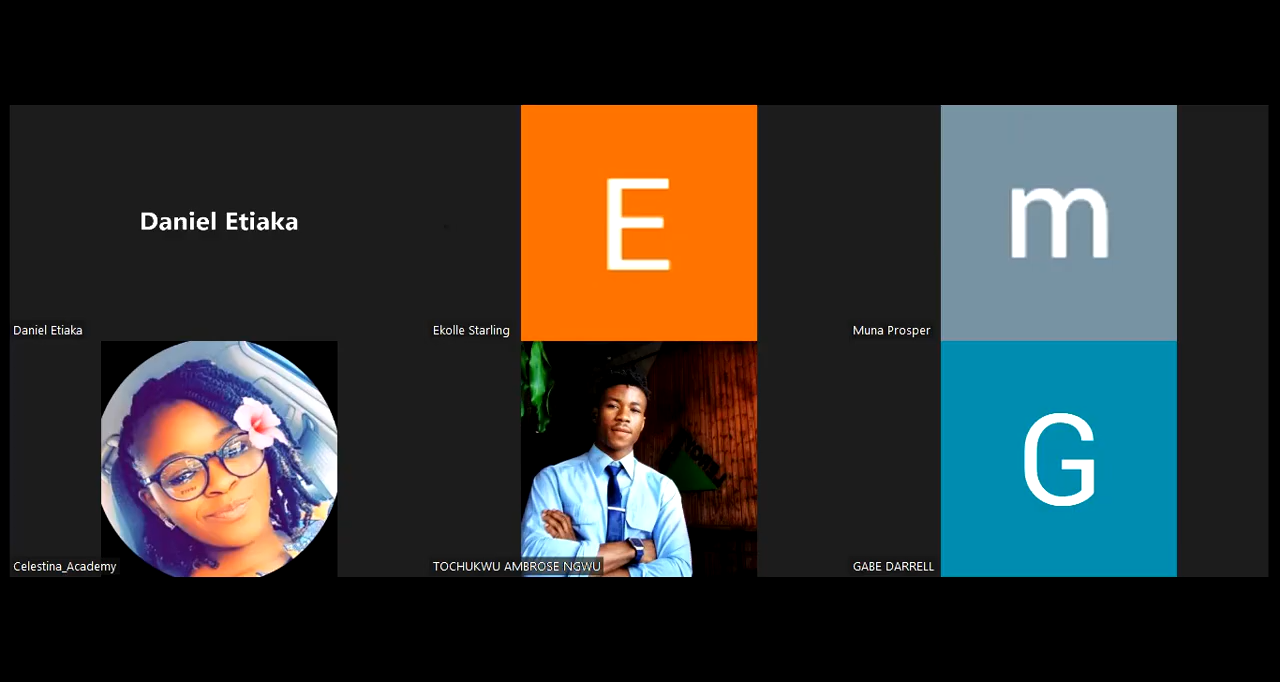 Daniel Etiaka
E
m
Daniel Etiaka
Ekolle Starling
Muna Prosper
G
Celestina_Academy
TOCHUKWU AMBROSE NGWU
GABE DARRELL